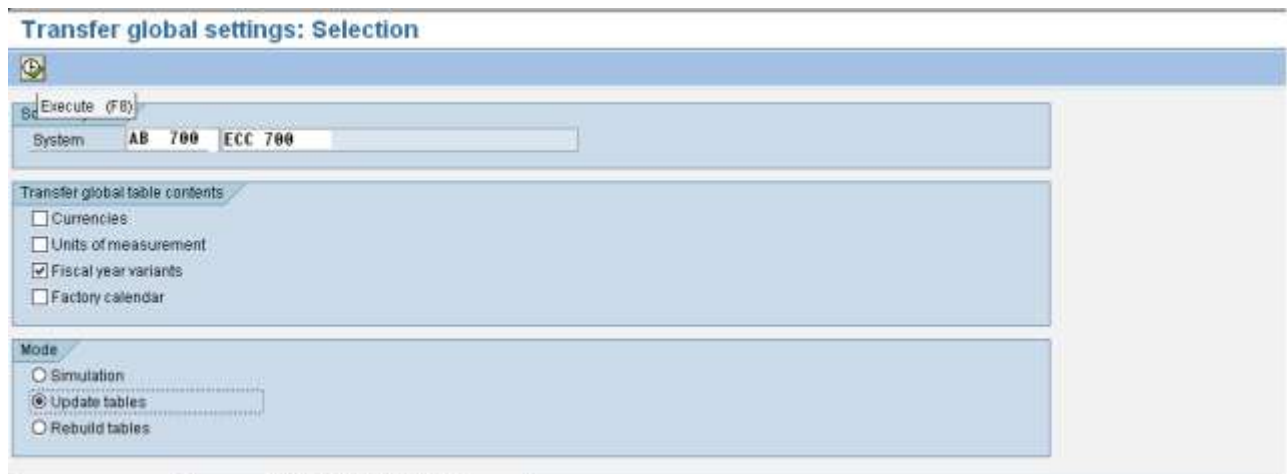 Transfer global settings: Selection
Execute (F8)
System AB 700 ECC 700
Transfer global table contents
Currencies
Units of measurement
Fiscal year variants
Factory calendar
Mode
Simulation
Update tables
Rebuild tables